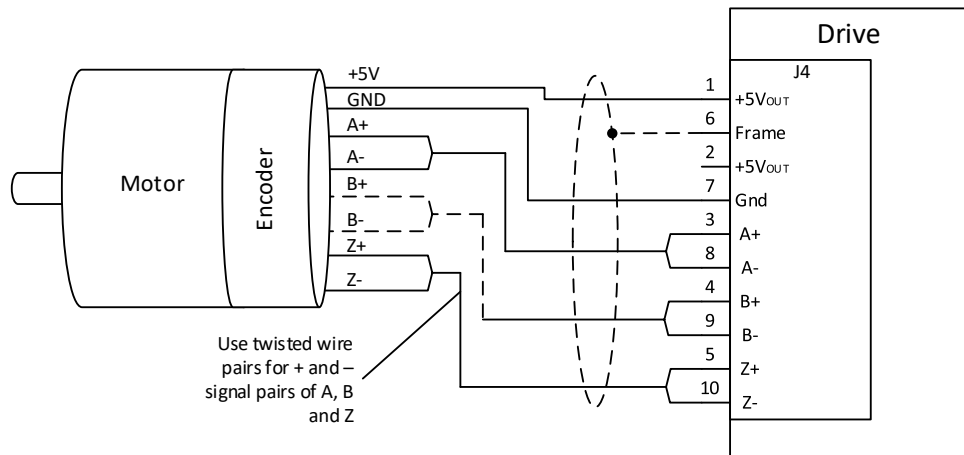 Drive
J4
Motor
Encoder
+5V
GND
A+
A-
B+
B-
Z+
Z-
1
+5VOUT
6
Frame
2
+5VOUT
7
Gnd
3
A+
8
A-
4
B+
9
B-
5
Z+
10
Z-
Use twisted wire
pairs for + and –
signal pairs of A, B
and Z